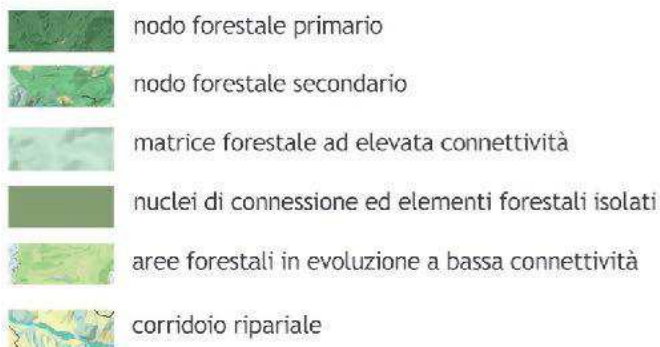 nodo forestale primario
nodo forestale secondario
matrice forestale ad elevata connettività
nuclei di connessione ed elementi forestali isolati
aree forestali in evoluzione a bassa connettività
corridoio ripariale